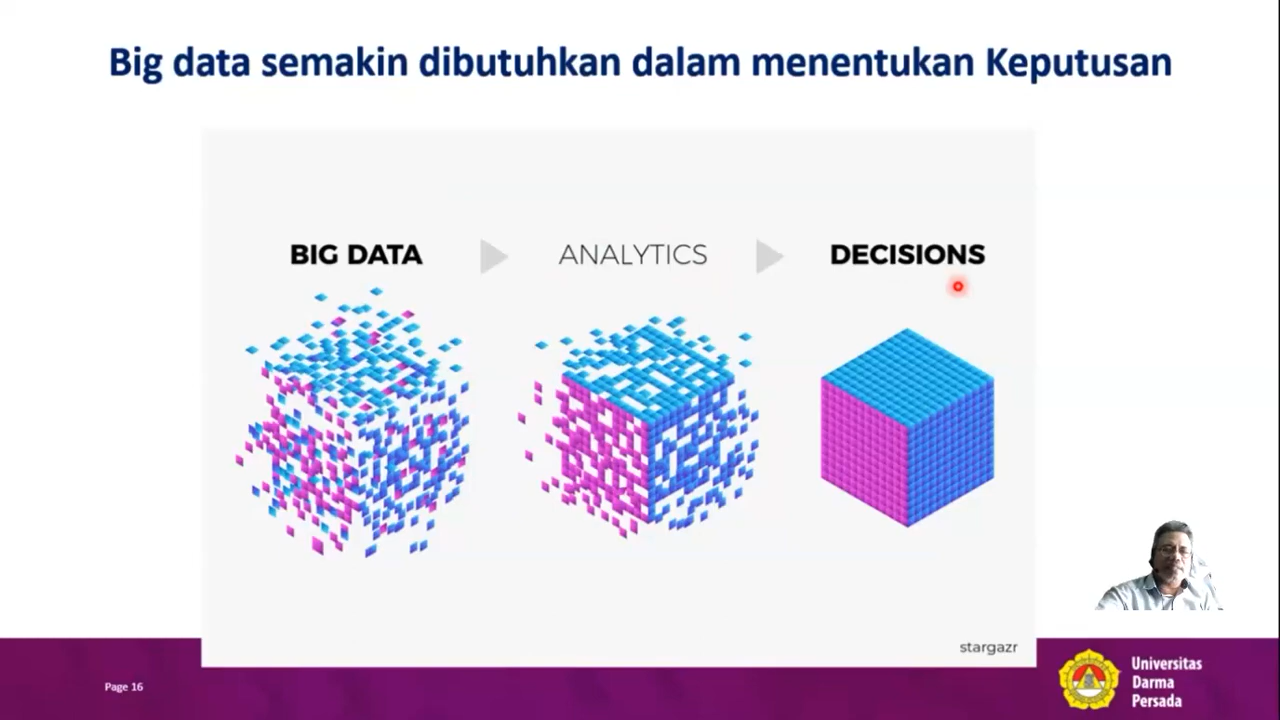 Big data semakin dibutuhkan dalam menentukan Keputusan
BIG DATA
ANALYTICS
DECISIONS
stargazr
Page 16
Universitas
Darma
Persada